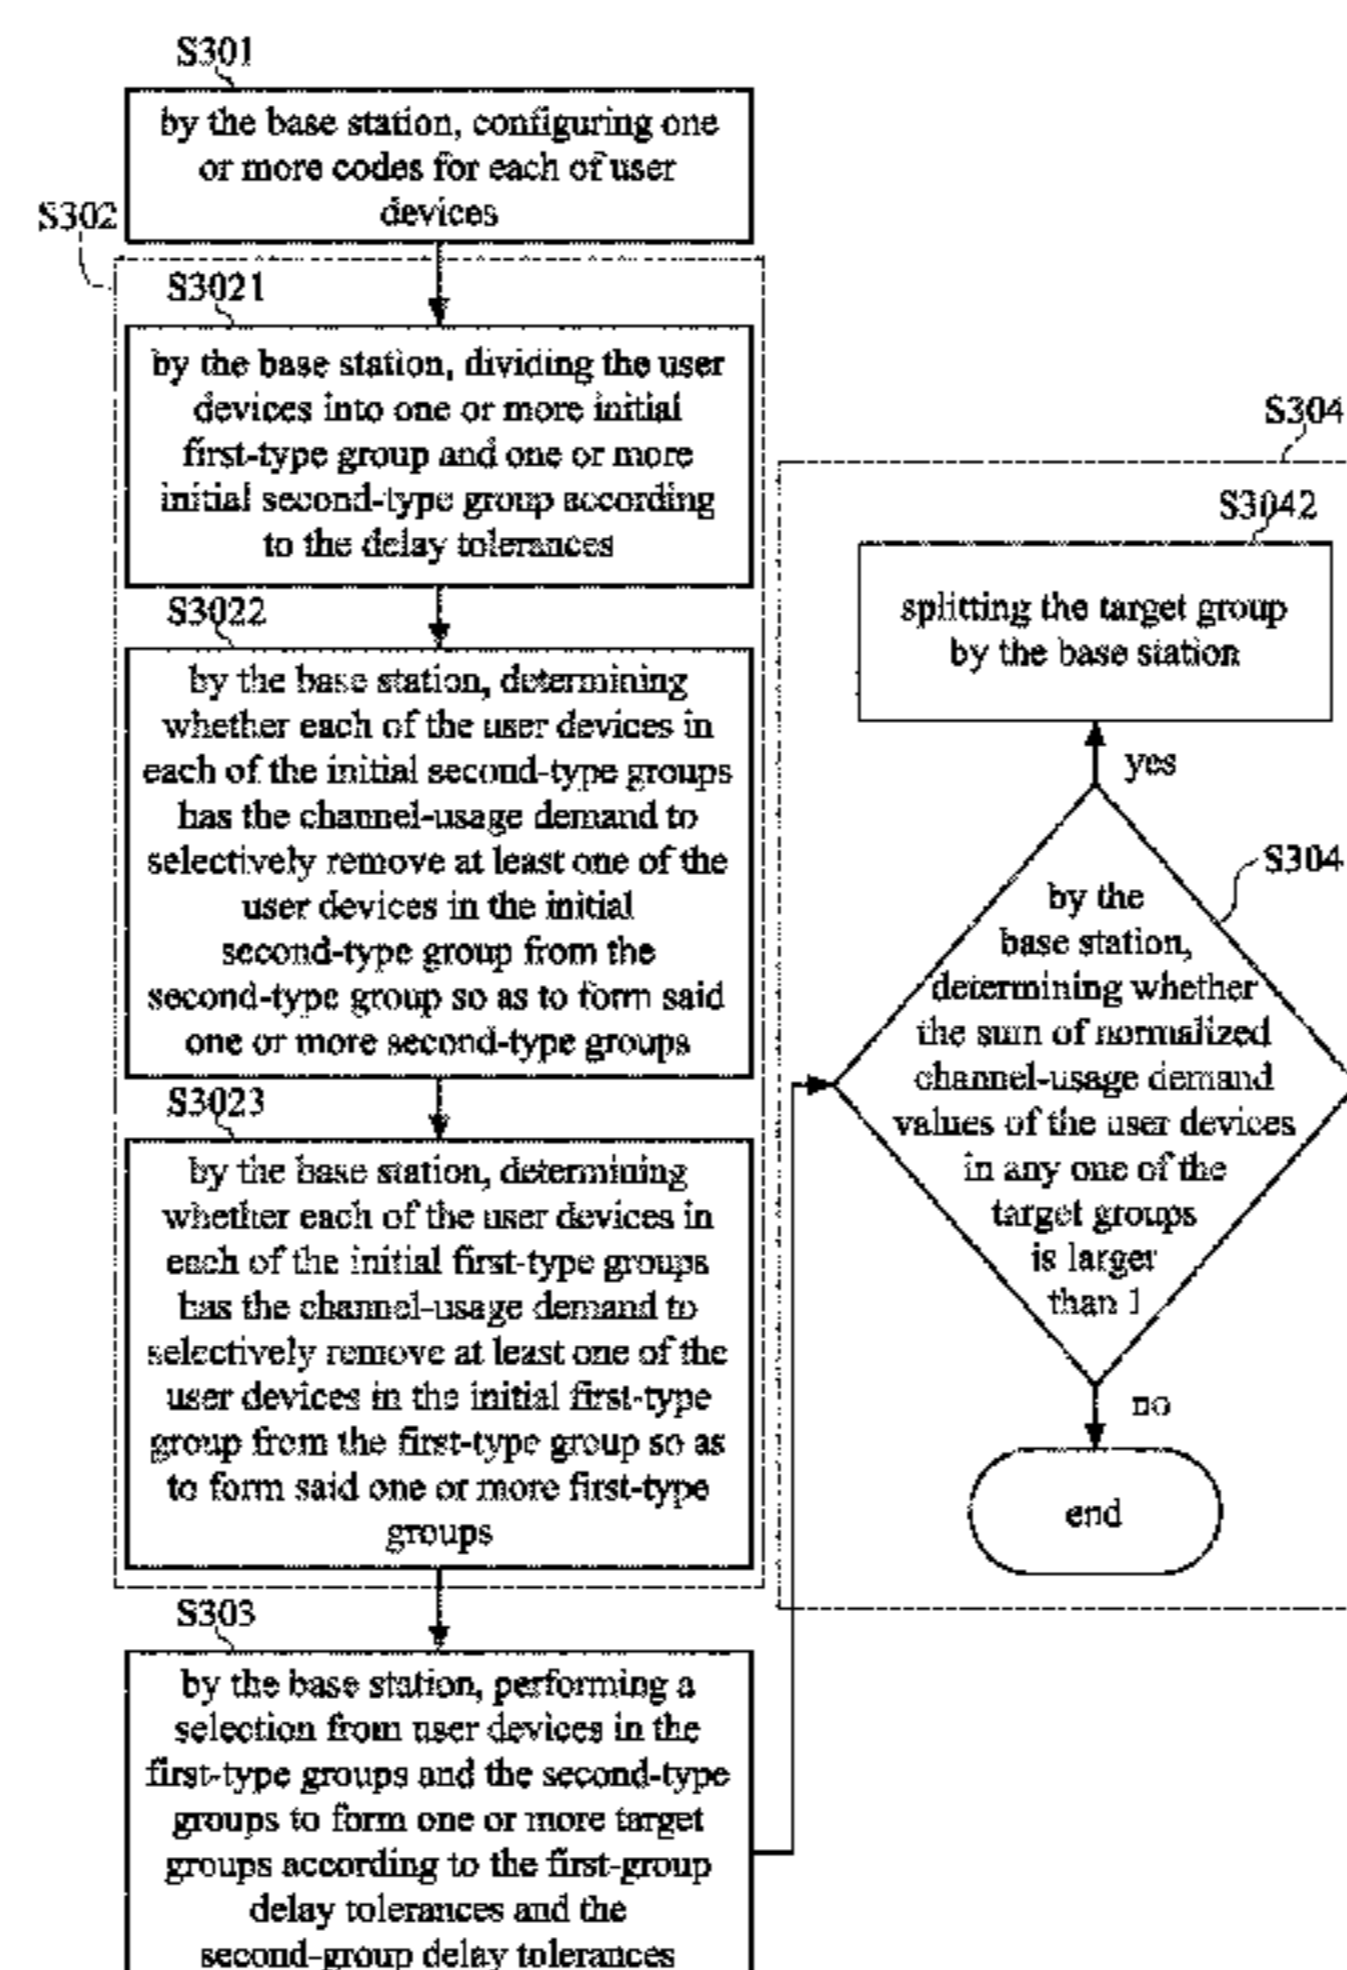 S301
by the base station, configuring one
or more codes for each of user
devices
S302
S3021
by the base station, dividing the user
devices into one or more initial
first-type group and one or more
initial second-type group according
to the delay tolerances
S3022
by the base station, determining
whether each of the user devices in
each of the initial second-type groups
has the channel-usage demand to
selectively remove at least one of the
user devices in the initial
second-type group from the
second-type group so as to form said
one or more second-type groups
S3023
by the base station, determining
whether each of the user devices in
each of the initial first-type groups
has the channel-usage demand to
selectively remove at least one of the
user devices in the initial first-type
group from the first-type group so as
to form said one or more first-type
groups
S303
by the base station, performing a
selection from user devices in the
first-type groups and the second-type
groups to form one or more target
groups according to the first-group
delay tolerances and the
second-group delay tolerances
S304
S3042
splitting the target group
by the base station
yes
S304
by the
base station,
determining whether
the sum of normalized
channel-usage demand
values of the user devices
in any one of the
target groups
is larger
than 1
no
end